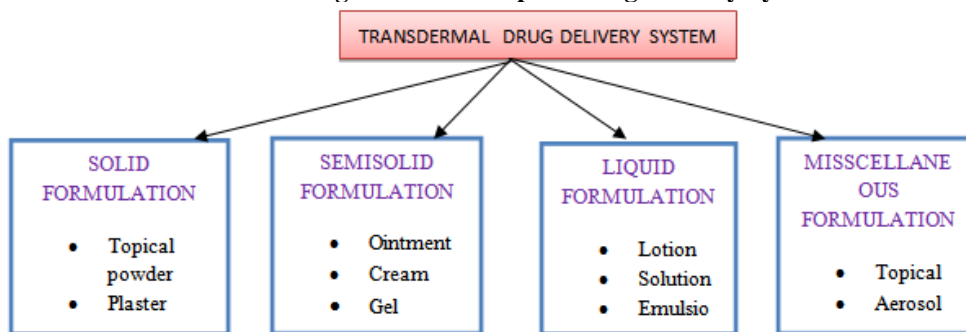 TRANSDERMAL DRUG DELIVERY SYSTEM
SOLID
FORMULATION
• Topical
powder
• Plaster
SEMISOLID
FORMULATION
• Ointment
• Cream
• Gel
LIQUID
FORMULATION
• Lotion
• Solution
• Emulsio
MISSCELLANE
OUS
FORMULATION
• Topical
• Aerosol